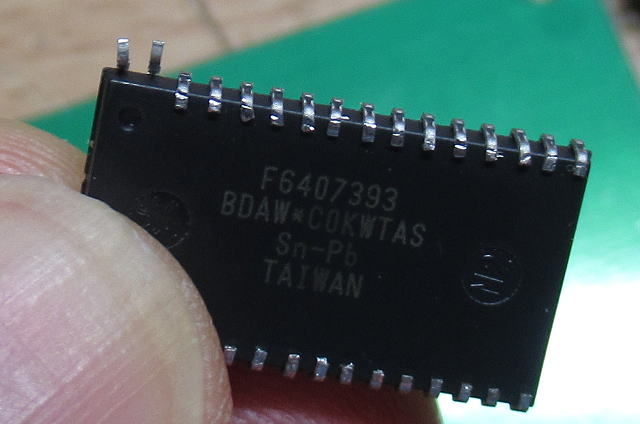 F6407393
BDAW*C0KWTAS
Sn-Pb
TAIWAN